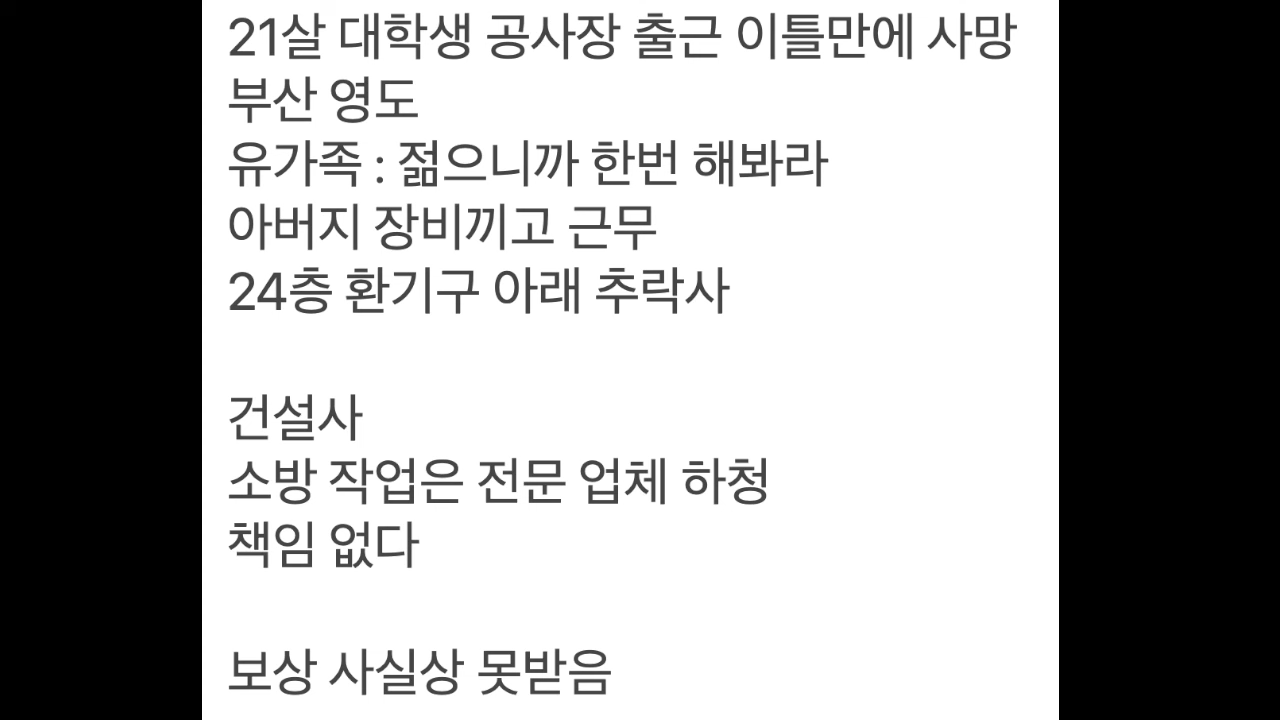 21살 대학생 공사장 출근 이틀만에 사망
부산 영도
유가족 : 젊으니까 한번 해봐라
아버지 장비끼고 근무
24층 환기구 아래 추락사
건설사
소방 작업은 전문 업체 하청
책임 없다
보상 사실상 못받음